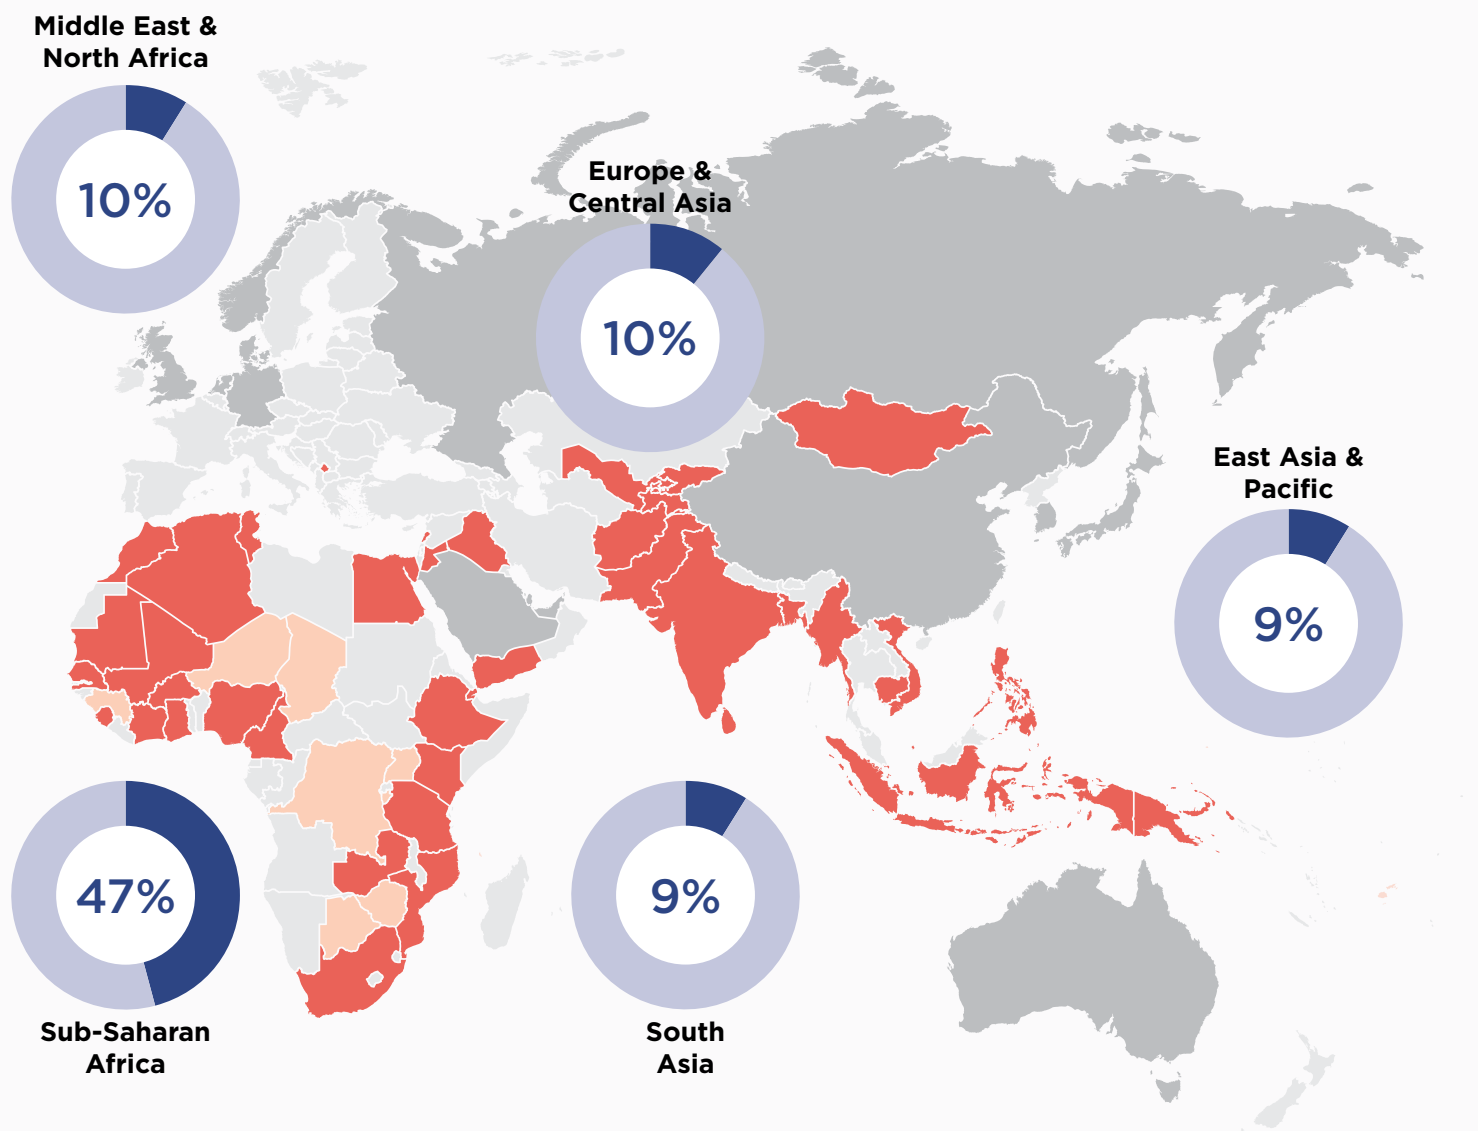 Middle East &
North Africa
10%
Europe &
Central Asia
10%
East Asia &
Pacific
9%
47%
Sub-Saharan
Africa
9%
South
Asia